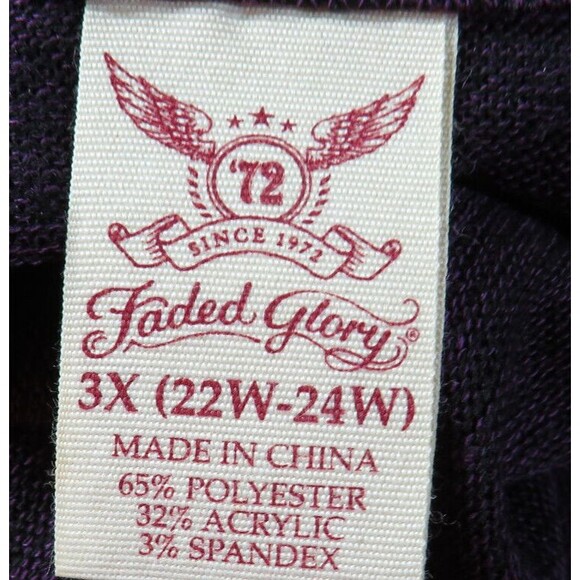 '72
SINCE 1972
Faded Glory®
3X (22W-24W)
MADE IN CHINA
65% POLYESTER
32% ACRYLIC
3% SPANDEX